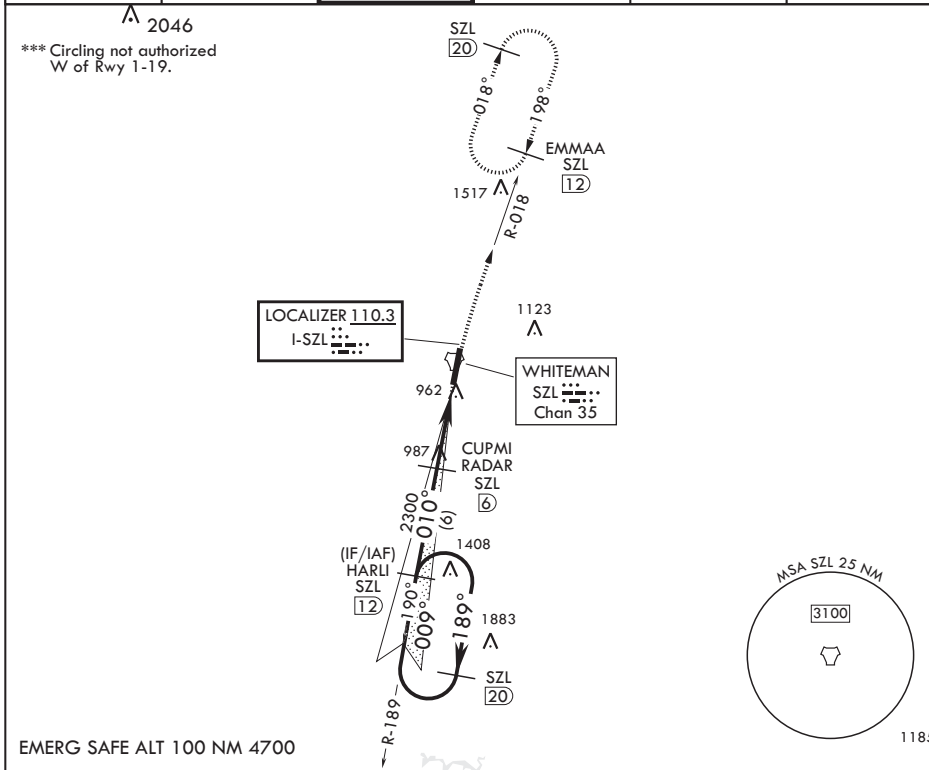 2046
*** Circling not authorized
W of Rwy 1-19.
SZL
20
018°
198°
EMMAA
SZL
12
1517
R-018
1123
LOCALIZER 110.3
I-SZL
WHITEMAN
SZL
Chan 35
962
987
CUPMI
RADAR
SZL
6
2300
010°
(6)
1408
(IF/IAF)
HARLI
SZL
12
190°
009°
189°
1883
SZL
20
R-189
MSA SZL 25 NM
3100
1185
EMERG SAFE ALT 100 NM 4700